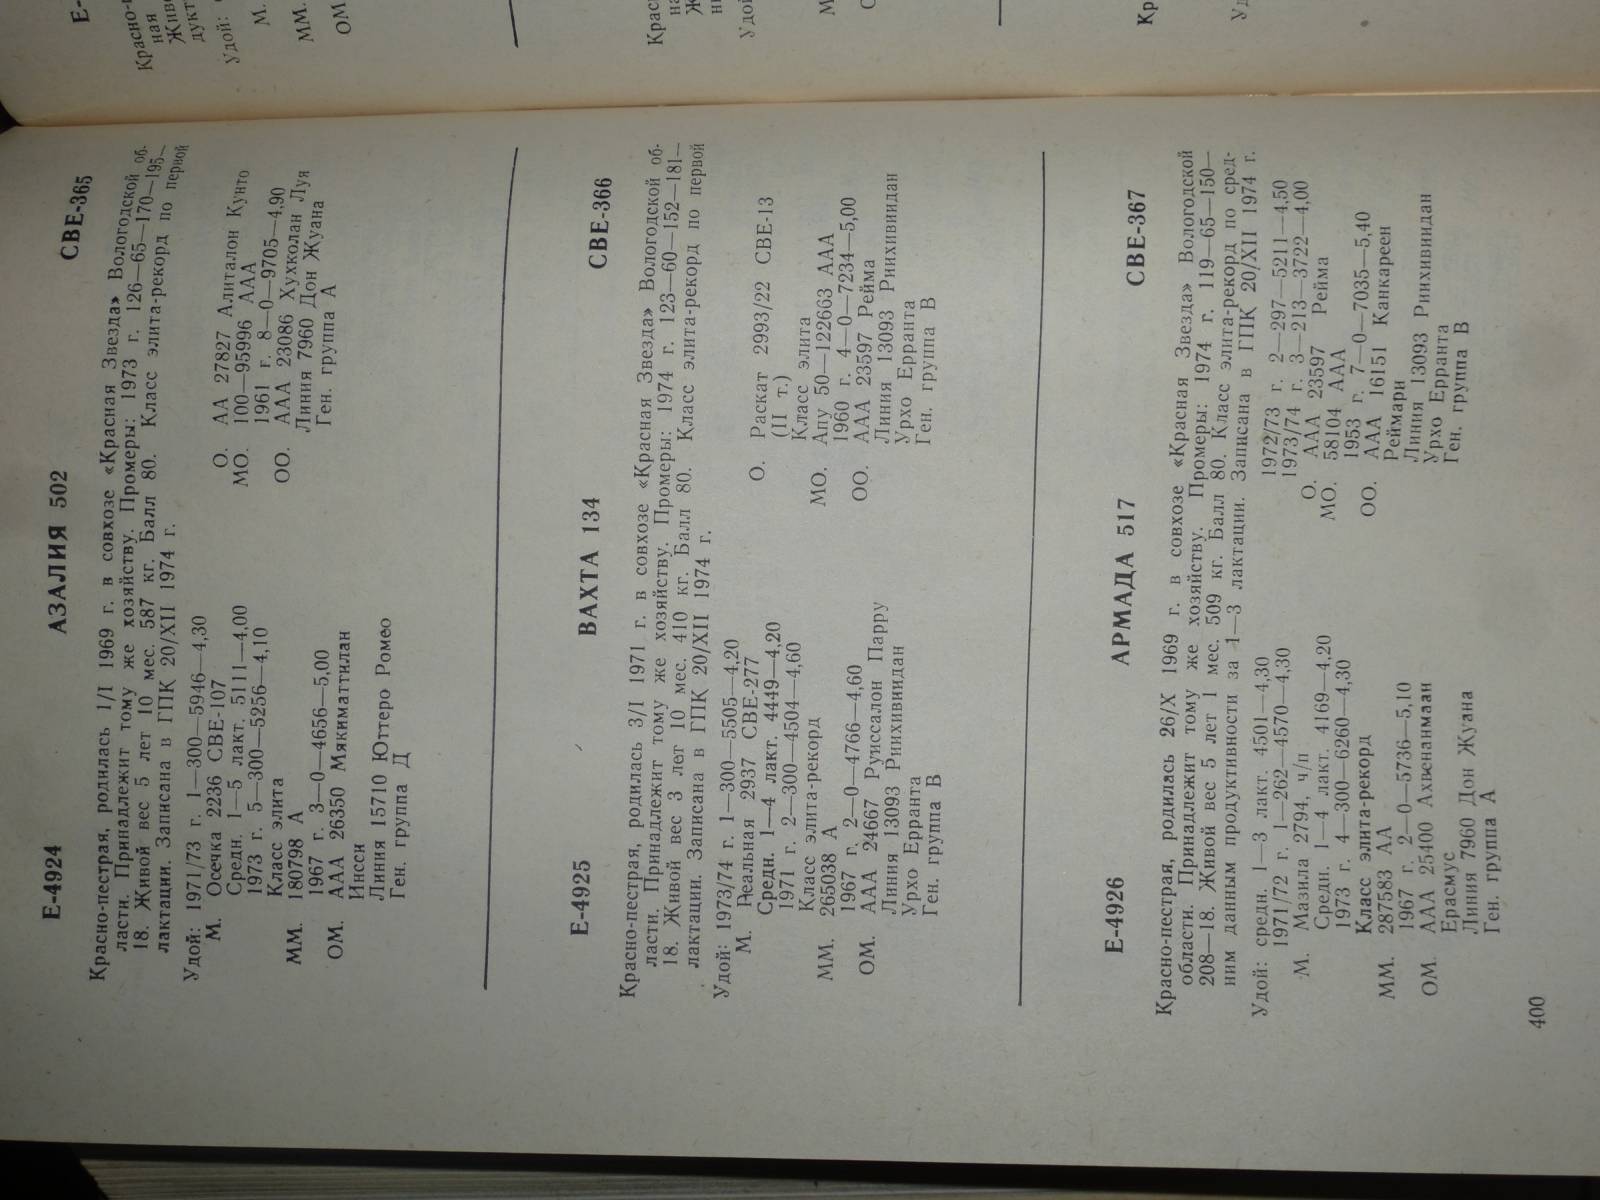 Е-4924 АЗАЛИЯ 502 СВЕ-365
Красно-пестрая, родилась 1/I 1969 г. в совхозе «Красная Звезда» Вологодской об-
ласти. Принадлежит тому же хозяйству. Промеры: 1973 г. 126—65—170—195—
18. Живой вес 5 лет 10 мес. 587 кг. Балл 80. Класс элита-рекорд по первой
лактации. Записана в ГПК 20/XII 1974 г.
Удой: 1971/73 г. 1—300—5946—4,30
М. Осечка 2236 СВЕ-107
Средн. 1—5 лакт. 5111—4,00
1973 г. 5—300—5256—4,10
Класс элита
ММ. 180798 А
1967 г. 3—0—4656—5,00
ОМ. ААА 26350 Мякиматтилан
Инсси
Линия 15710 Юттеро Ромео
Ген. группа Д
О. АА 27827 Алиталон Кунто
МО. 100—95996 ААА
1961 г. 8—0—9705—4,90
ОО. ААА 23086 Хухколан Луя
Линия 7960 Дон Жуана
Ген. группа А
Е-4925 ВАХТА 134 СВЕ-366
Красно-пестрая, родилась 3/I 1971 г. в совхозе «Красная Звезда» Вологодской об-
ласти. Принадлежит тому же хозяйству. Промеры: 1974 г. 123—60—152—181—
18. Живой вес 3 лет 10 мес. 410 кг. Балл 80. Класс элита-рекорд по первой
лактации. Записана в ГПК 20/XII 1974 г.
Удой: 1973/74 г. 1—300—5505—4,20
М. Реальная 2937 СВЕ-277
Средн. 1—4 лакт. 4449—4,20
1971 г. 2—300—4504—4,60
Класс элита-рекорд
ММ. 265038 А
1967 г. 2—0—4766—4,60
ОМ. ААА 24667 Руиссалон Парру
Линия 13093 Риихивиидан
Урхо Ерранта
Ген. группа В
О. Раскат 2993/22 СВЕ-13
(II т.)
Класс элита
МО. Апу 50—122663 ААА
1960 г. 4—0—7234—5,00
ОО. ААА 23597 Рейма
Линия 13093 Риихивиидан
Урхо Ерранта
Ген. группа В
Е-4926 АРМАДА 517 СВЕ-367
Красно-пестрая, родилась 26/X 1969 г. в совхозе «Красная Звезда» Вологодской
области. Принадлежит тому же хозяйству. Промеры: 1974 г. 119—65—150—
208—18. Живой вес 5 лет 1 мес. 509 кг. Балл 80. Класс элита-рекорд по сред-
ним данным продуктивности за 1—3 лактации. Записана в ГПК 20/XII 1974 г.
Удой: средн. 1—3 лакт. 4501—4,30
1971/72 г. 1—262—4570—4,30
М. Мазила 2794, ч/п
Средн. 1—4 лакт. 4169—4,20
1973 г. 4—300—6260—4,30
Класс элита-рекорд
ММ. 287583 АА
1967 г. 2—0—5736—5,10
ОМ. ААА 25400 Ахвенанмаан
Ерасмус
Линия 7960 Дон Жуана
Ген. группа А
1972/73 г. 2—297—5211—4,50
1973/74 г. 3—213—3722—4,00
О. ААА 23597 Рейма
МО. 58104 ААА
1953 г. 7—0—7035—5,40
ОО. ААА 16151 Канкареен
Реймари
Линия 13093 Риихивиидан
Урхо Ерранта
Ген. группа В
400